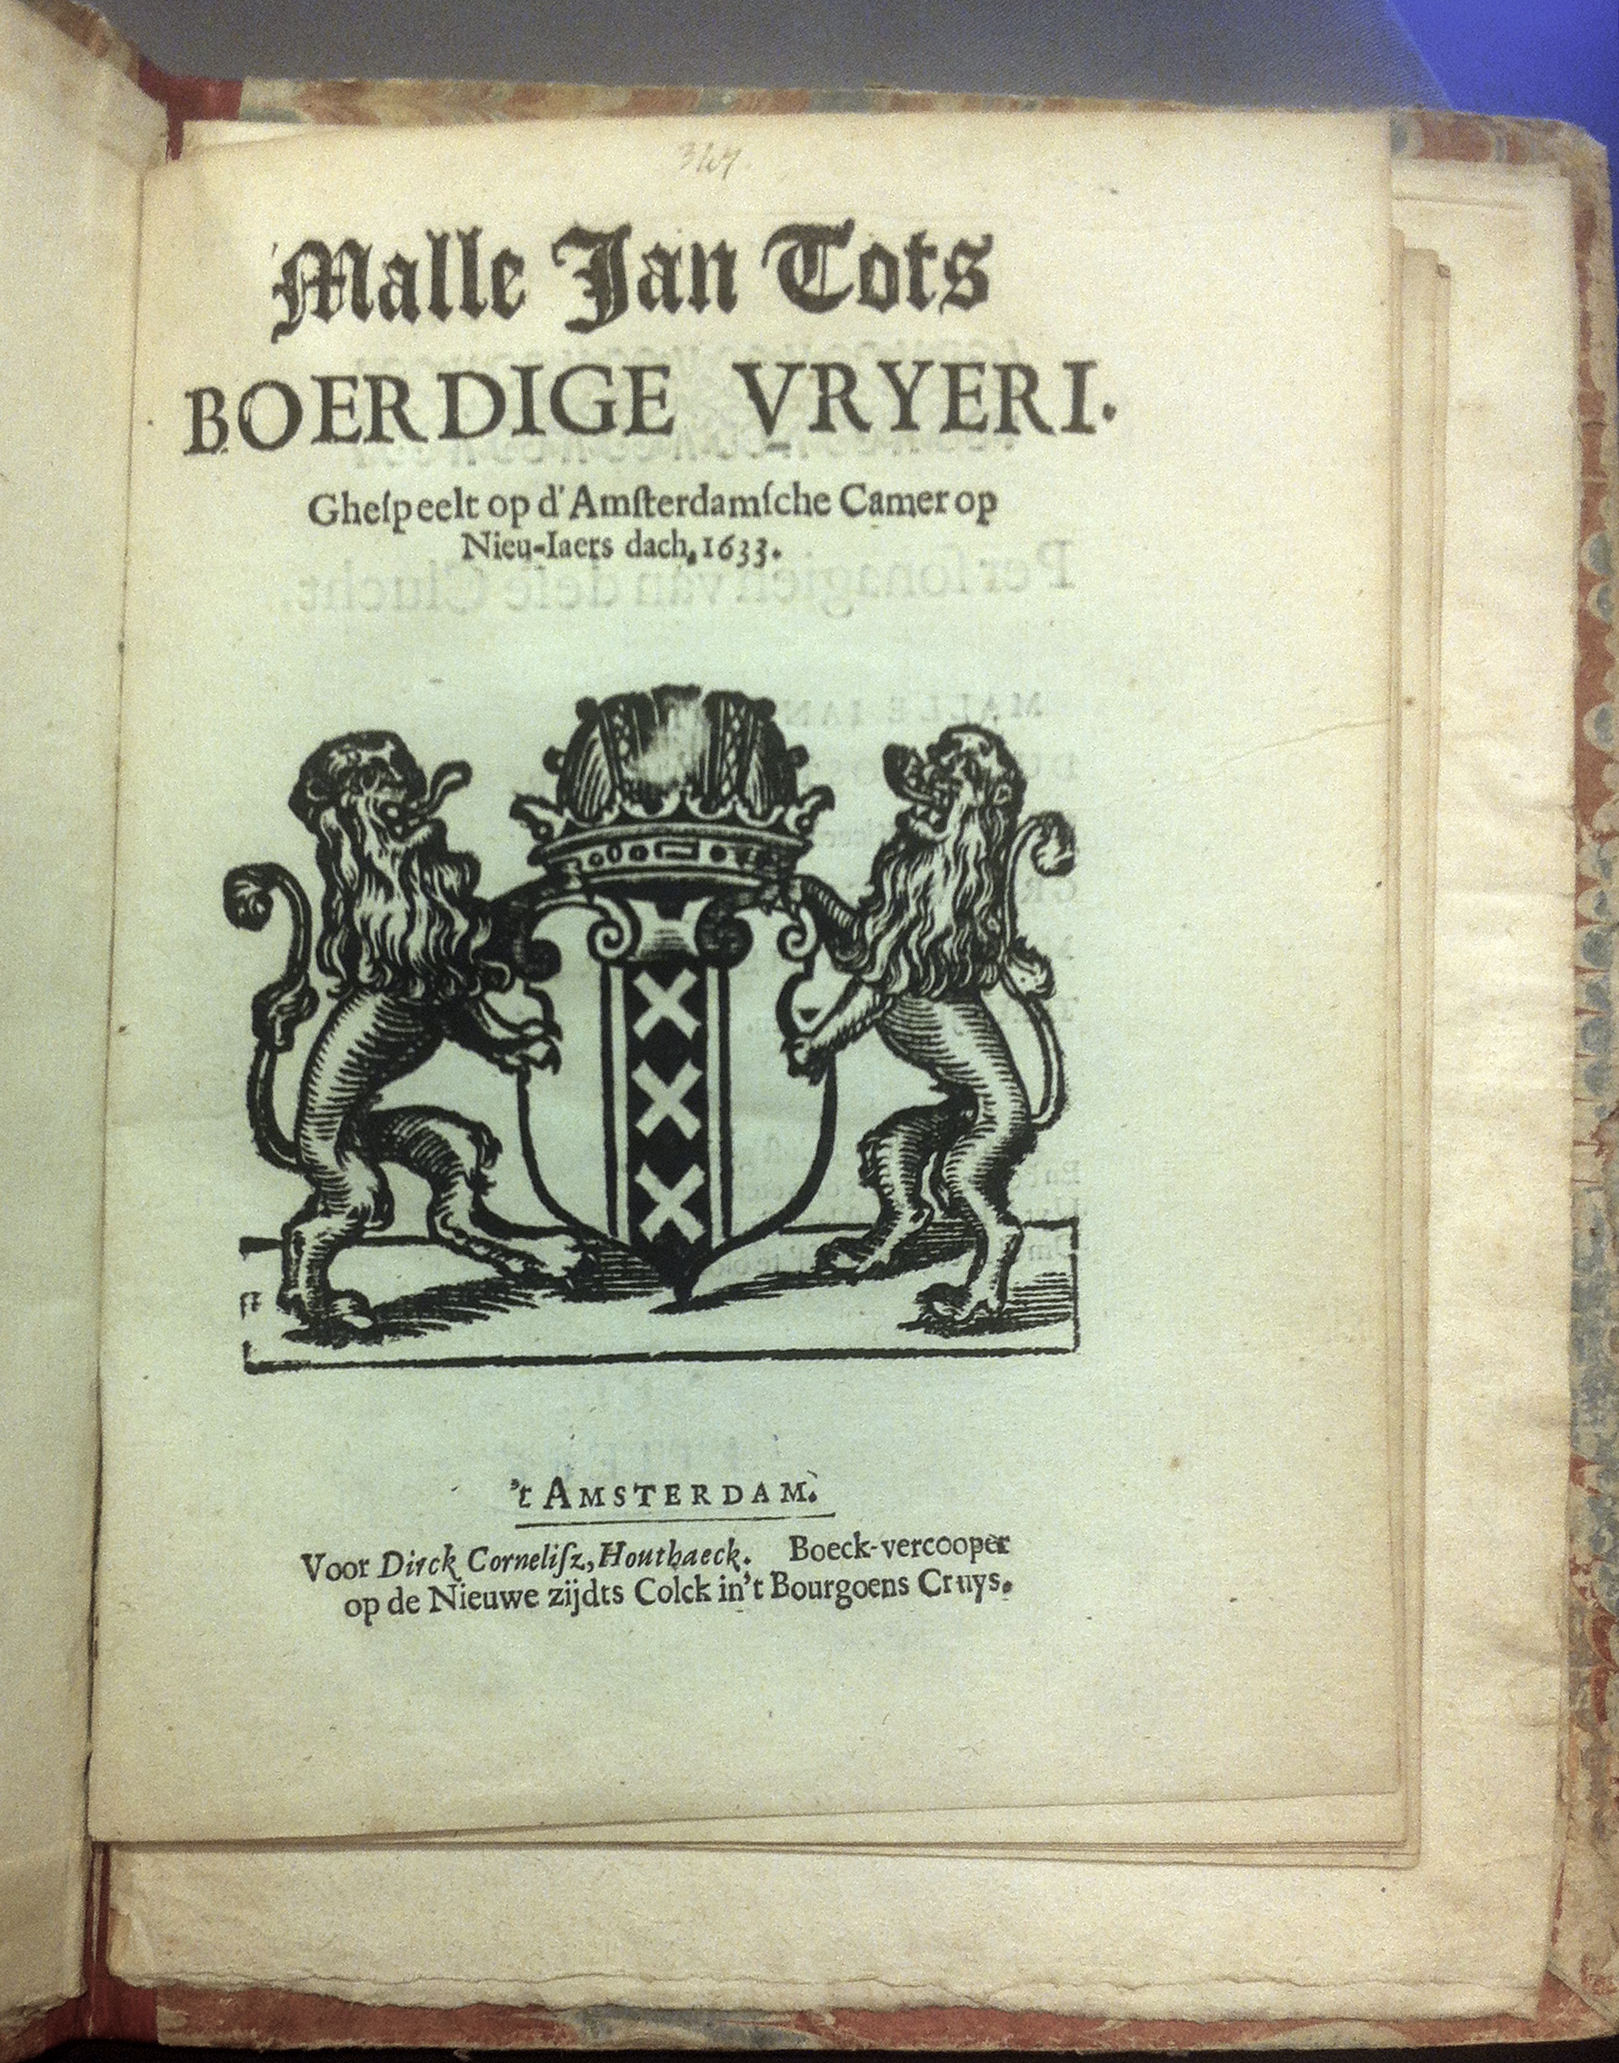 Malle Jan Tots
BOERDIGE VRYERI.
Gheſpeelt op d'Amſterdamſche Camer op
Nieu-Iaers dach, 1633.
't AMSTERDAM.
Voor Dirck Corneliſz, Houthaeck. Boeck-vercooper
op de Nieuwe zijdts Colck in't Bourgoens Cruys.